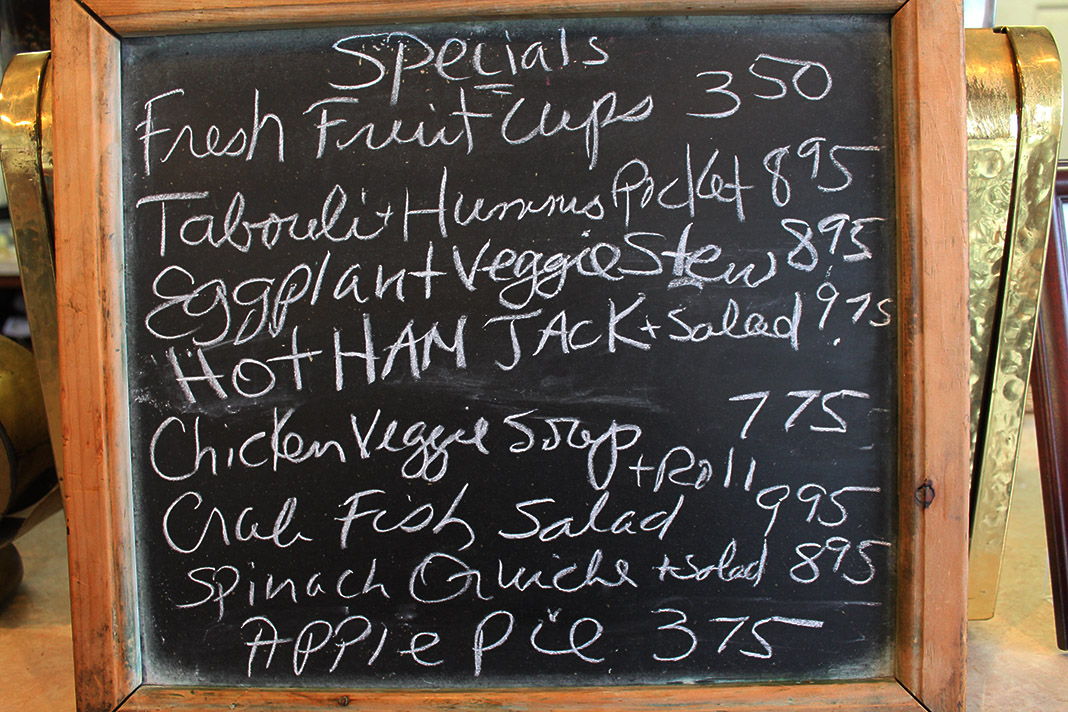 Specials
Fresh Fruit Cups 350
Tabouli + Hummus Pocket 895
Eggplant Veggie Stew 895
HOT HAM JACK + Salad 975
Chicken Veggie Soup 775
+ Roll
Crab Fish Salad 995
Spinach Quiche + Salad 895
APPle Pie 375